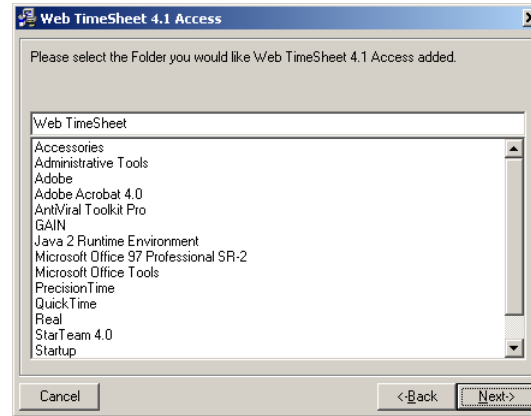 Web TimeSheet 4.1 Access
Please select the Folder you would like Web TimeSheet 4.1 Access added.
Web TimeSheet
Accessories
Administrative Tools
Adobe
Adobe Acrobat 4.0
AntiViral Toolkit Pro
GAIN
Java 2 Runtime Environment
Microsoft Office 97 Professional SR-2
Microsoft Office Tools
PrecisionTime
QuickTime
Real
StarTeam 4.0
Startup
Cancel <-Back Next->